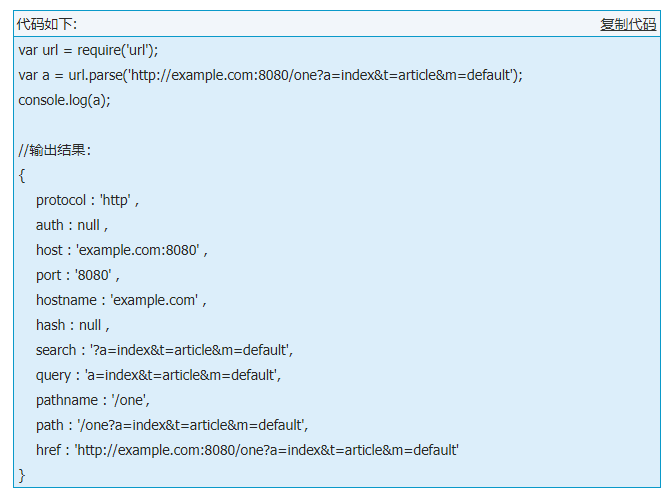 代码如下:
复制代码
var url = require('url');
var a = url.parse('http://example.com:8080/one?a=index&t=article&m=default');
console.log(a);
//输出结果：
{
protocol : 'http' ,
auth : null ,
host : 'example.com:8080' ,
port : '8080' ,
hostname : 'example.com' ,
hash : null ,
search : '?a=index&t=article&m=default',
query : 'a=index&t=article&m=default',
pathname : '/one',
path : '/one?a=index&t=article&m=default',
href : 'http://example.com:8080/one?a=index&t=article&m=default'
}